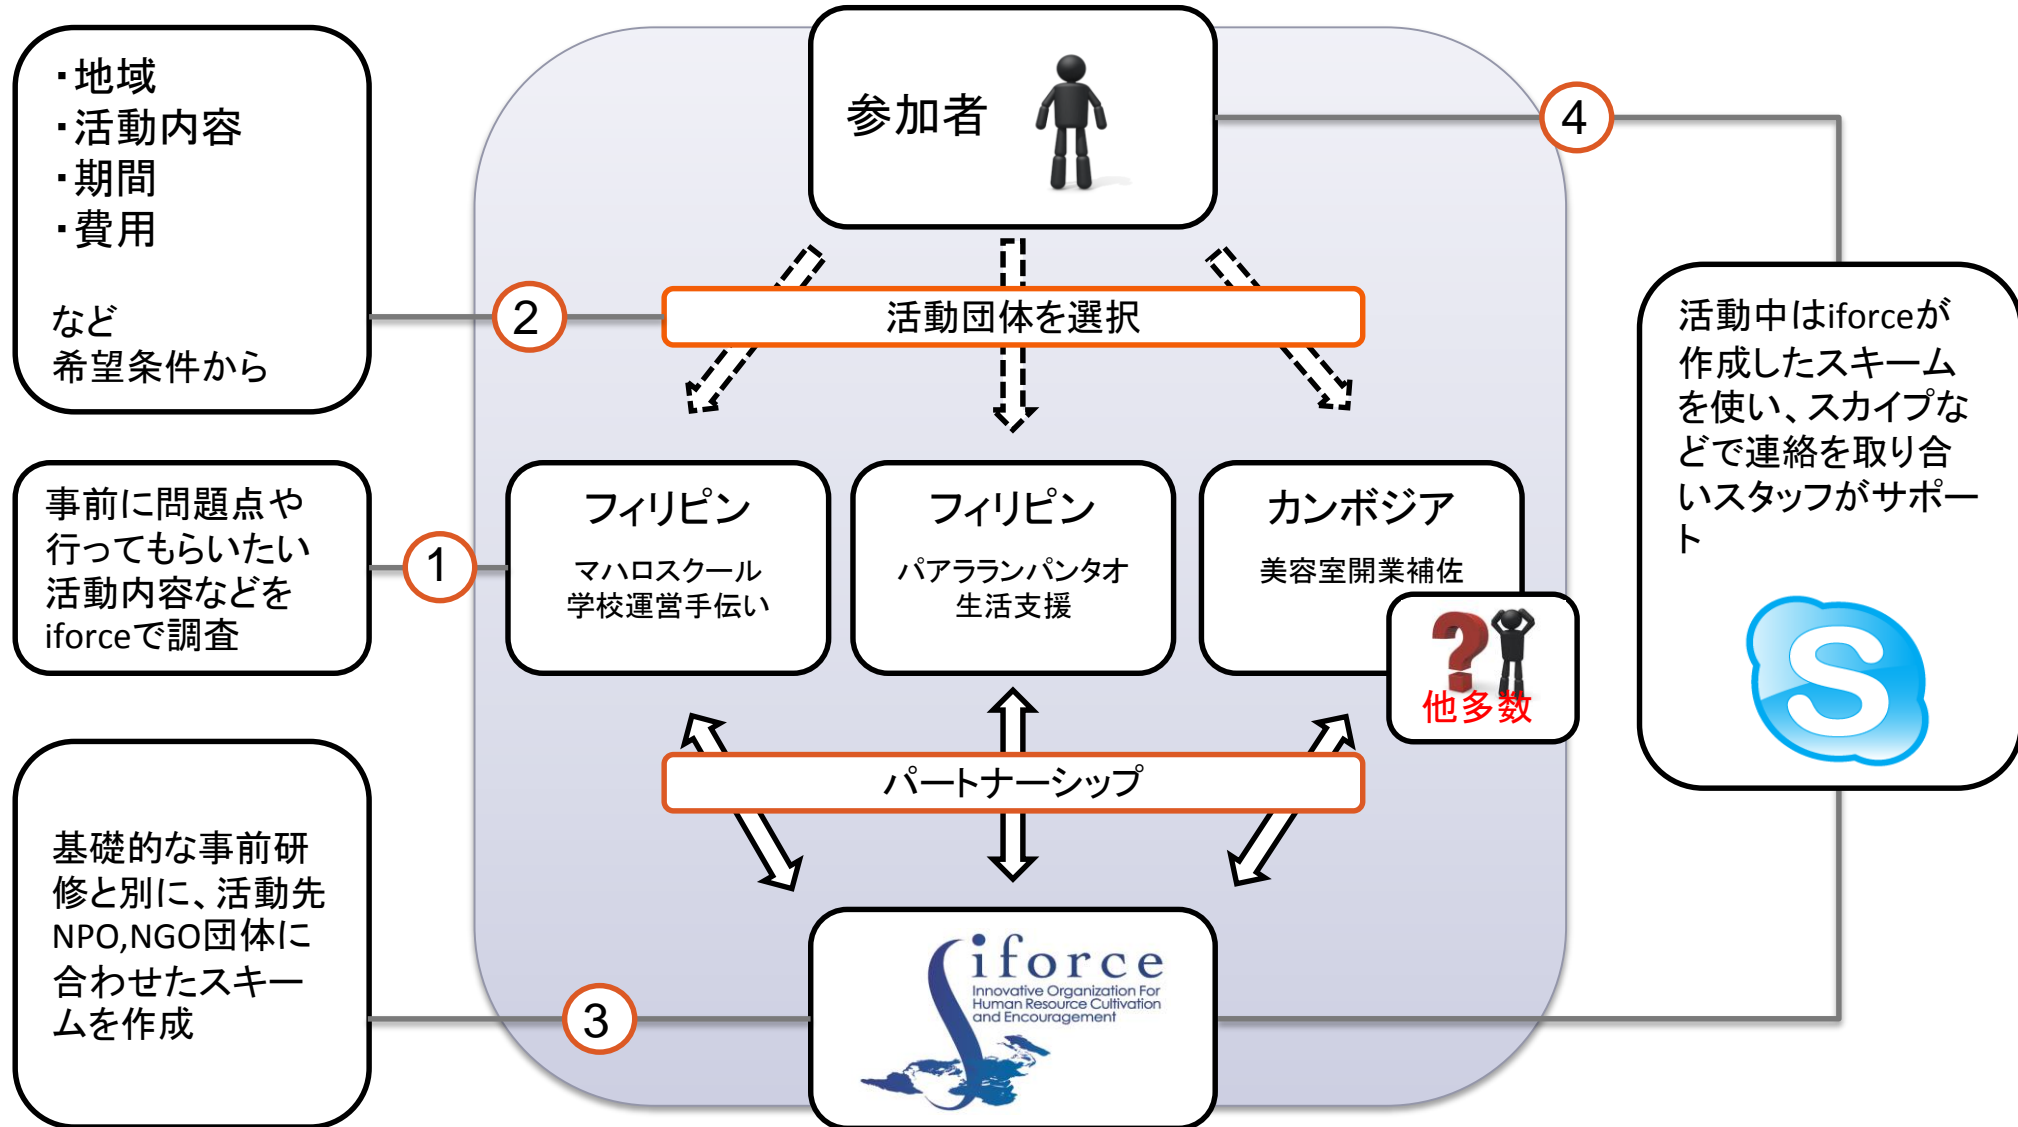 ・地域
・活動内容
・期間
・費用
など
希望条件から
参加者
4
2
活動団体を選択
活動中はiforceが
作成したスキーム
を使い、スカイプな
どで連絡を取り合
いスタッフがサポー
ト
S
事前に問題点や
行ってもらいたい
活動内容などを
iforceで調査
1
フィリピン
マハロスクール
学校運営手伝い
フィリピン
パアラランパンタオ
生活支援
カンボジア
美容室開業補佐
?
他多数
パートナーシップ
基礎的な事前研
修と別に、活動先
NPO,NGO団体に
合わせたスキー
ムを作成
3
iforce
Innovative Organization For
Human Resource Cultivation
and Encouragement